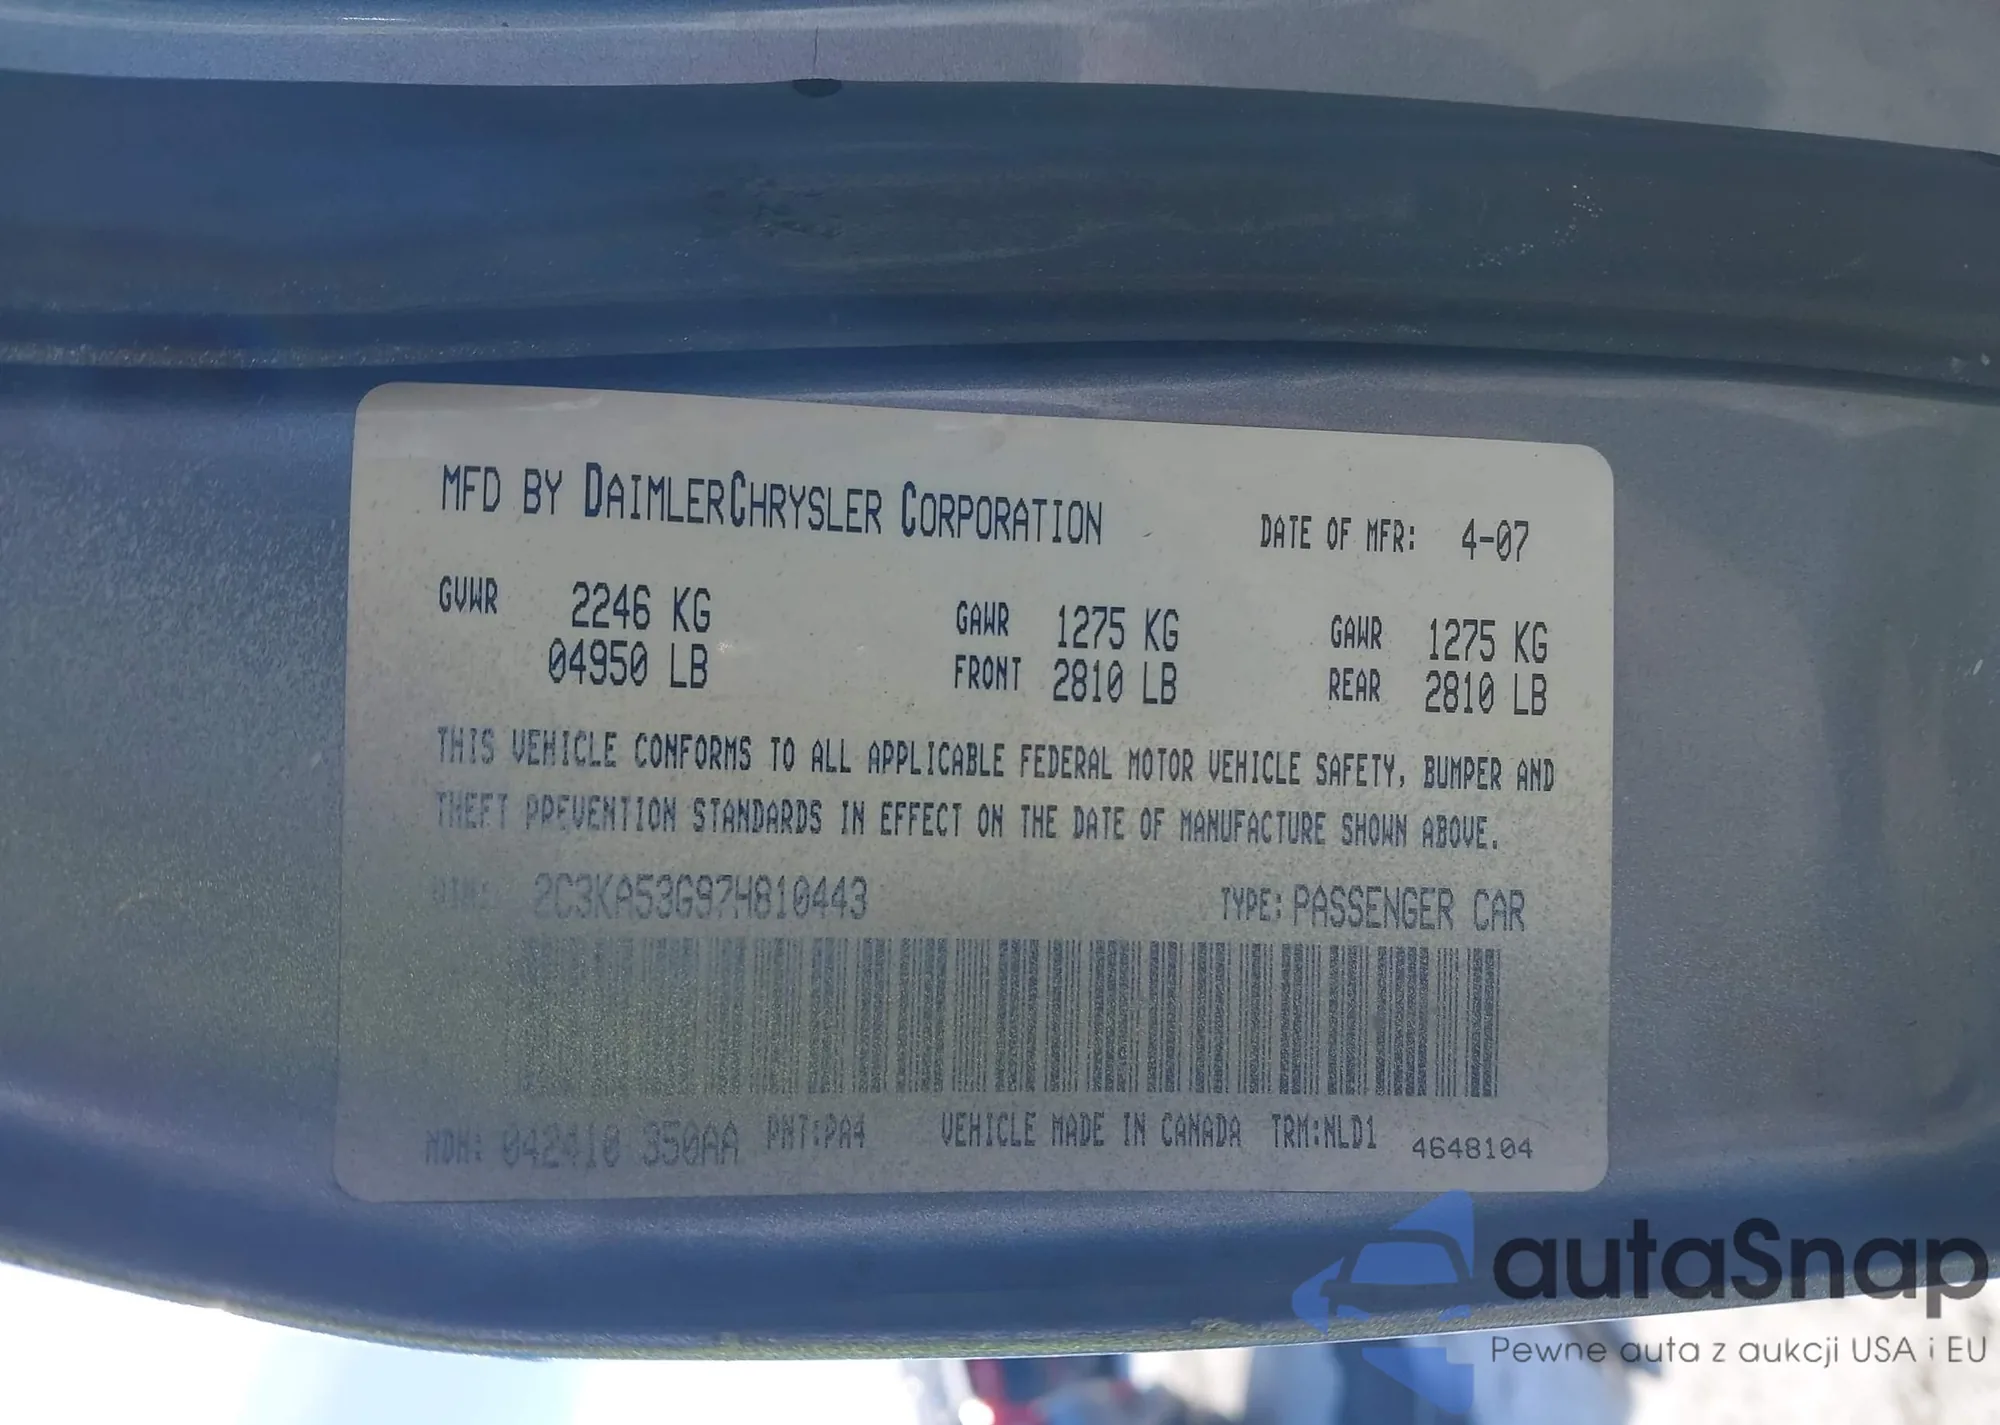 MFD BY DAIMLERCHRYSLER CORPORATION DATE OF MFR: 4-07
GVWR 2246 KG GAWR 1275 KG GAWR 1275 KG
04950 LB FRONT 2810 LB REAR 2810 LB
THIS VEHICLE CONFORMS TO ALL APPLICABLE FEDERAL MOTOR VEHICLE SAFETY, BUMPER AND
THEFT PREVENTION STANDARDS IN EFFECT ON THE DATE OF MANUFACTURE SHOWN ABOVE.
VIN: 2C3KA53G97H810443 TYPE: PASSENGER CAR
MDH: 042410 350AA PNT:PA4 VEHICLE MADE IN CANADA TRM:NLD1 4648104
autaSnap
Pewne auta z aukcji USA i EU